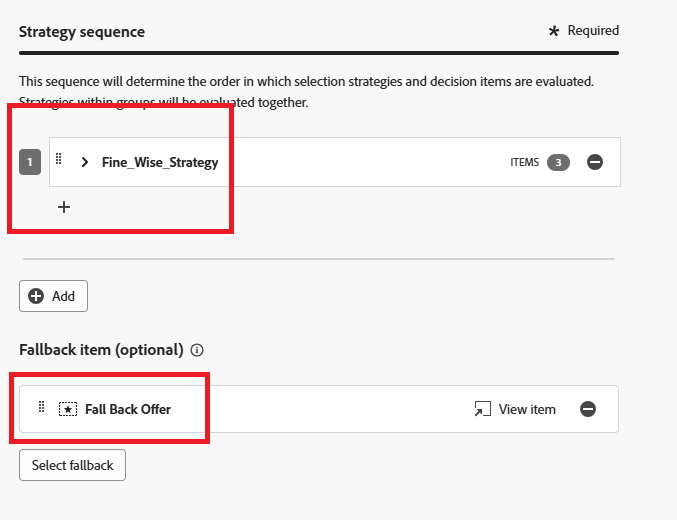 Strategy sequence
* Required
This sequence will determine the order in which selection strategies and decision items are evaluated.
Strategies within groups will be evaluated together.
1
Fine_Wise_Strategy
ITEMS 3
Add
Fallback item (optional)
Fall Back Offer
View item
Select fallback